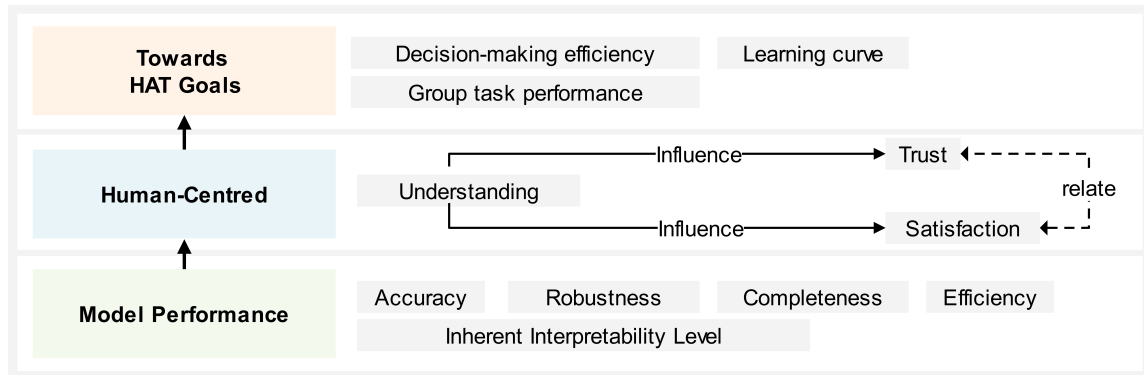 Towards
HAT Goals
Decision-making efficiency
Learning curve
Group task performance
Human-Centred
Understanding
Influence
Trust
relate
Influence
Satisfaction
Model Performance
Accuracy
Robustness
Completeness
Efficiency
Inherent Interpretability Level